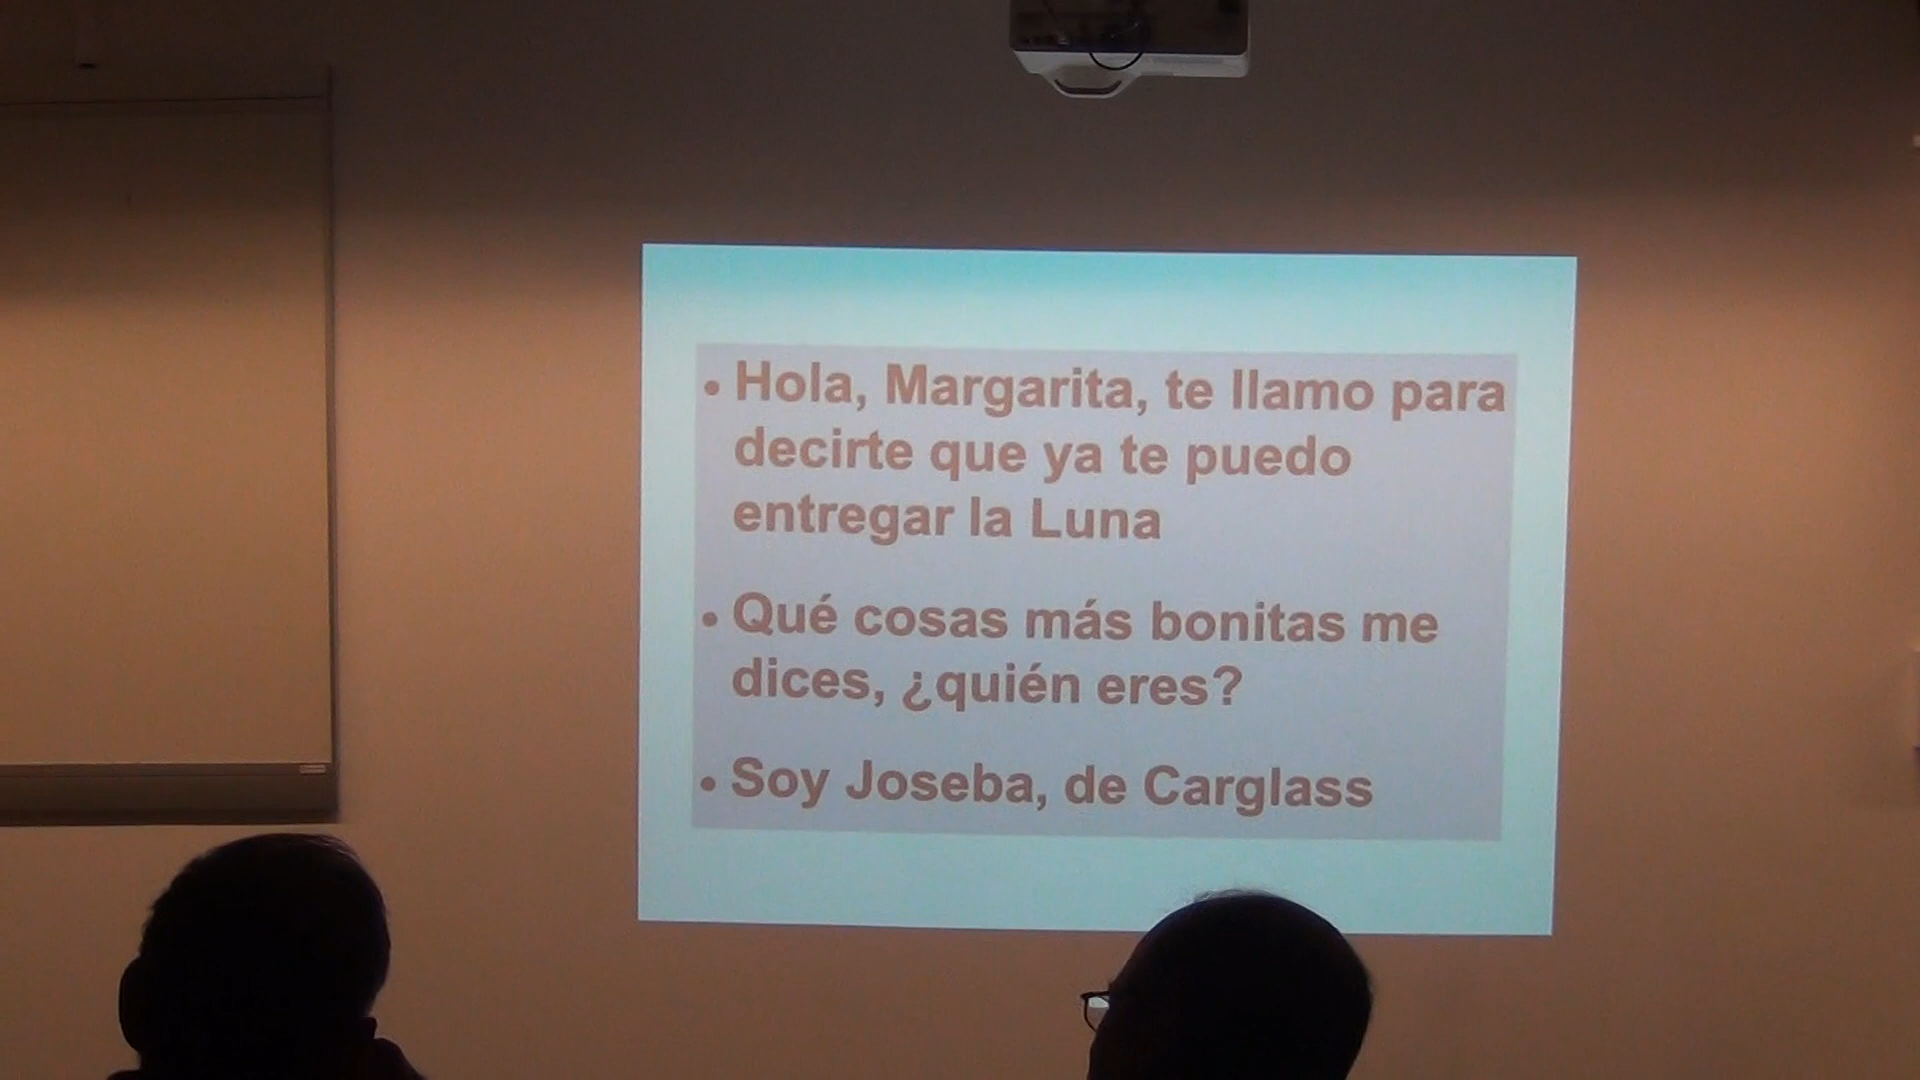 • Hola, Margarita, te llamo para
decirte que ya te puedo
entregar la Luna
• Qué cosas más bonitas me
dices, ¿quién eres?
• Soy Joseba, de Carglass